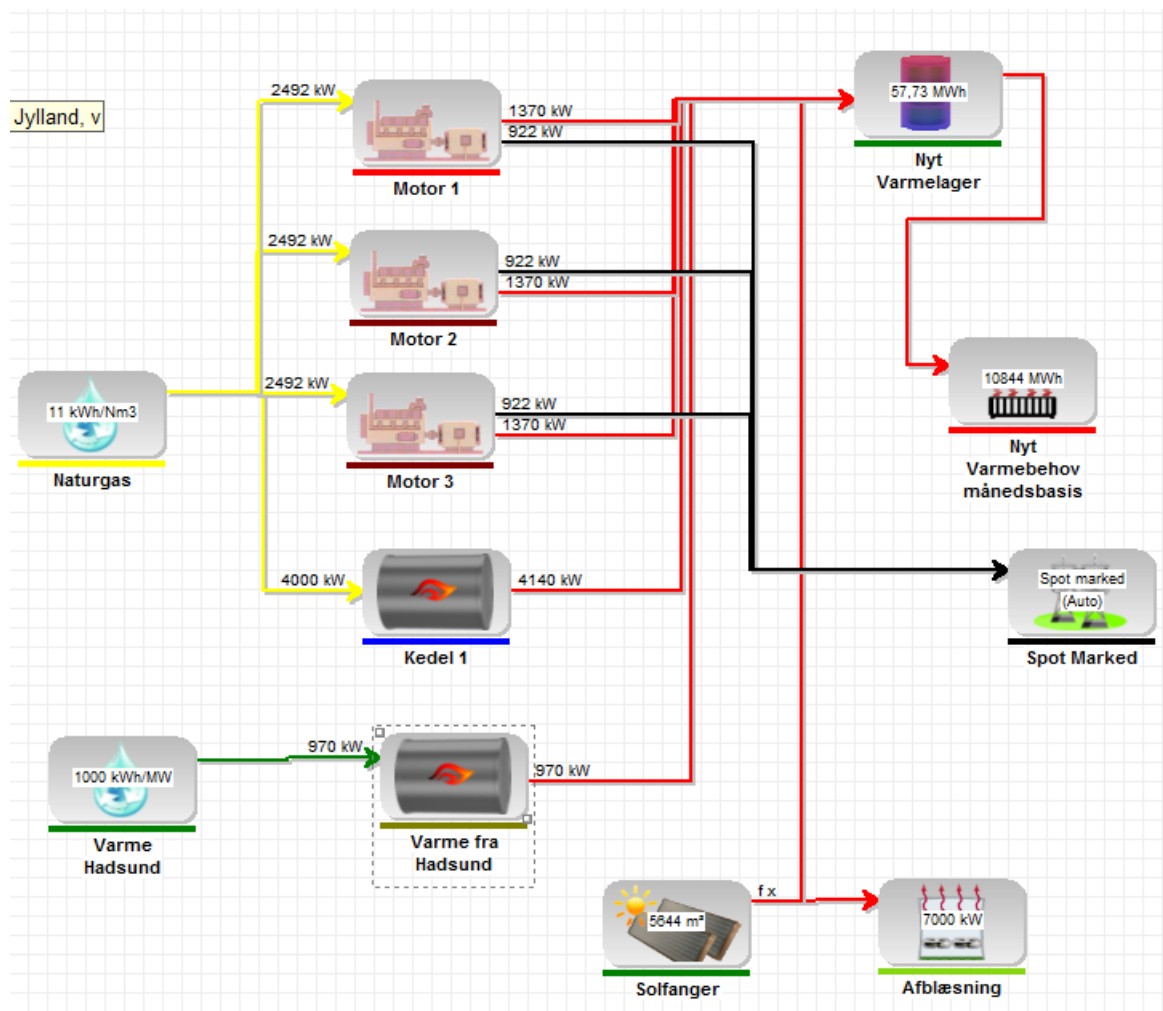 Jylland, v
2492 kW
1370 kW
922 kW
Motor 1
57,73 MWh
Nyt
Varmelager
2492 kW
922 kW
1370 kW
Motor 2
2492 kW
922 kW
1370 kW
Motor 3
11 kWh/Nm3
Naturgas
10844 MWh
Nyt
Varmebehov
månedsbasis
4000 kW
4140 kW
Kedel 1
Spot marked
(Auto)
Spot Marked
1000 kWh/MW
Varme
Hadsund
970 kW
970 kW
Varme fra
Hadsund
5644 m²
f x
Solfanger
7000 kW
Afblæsning